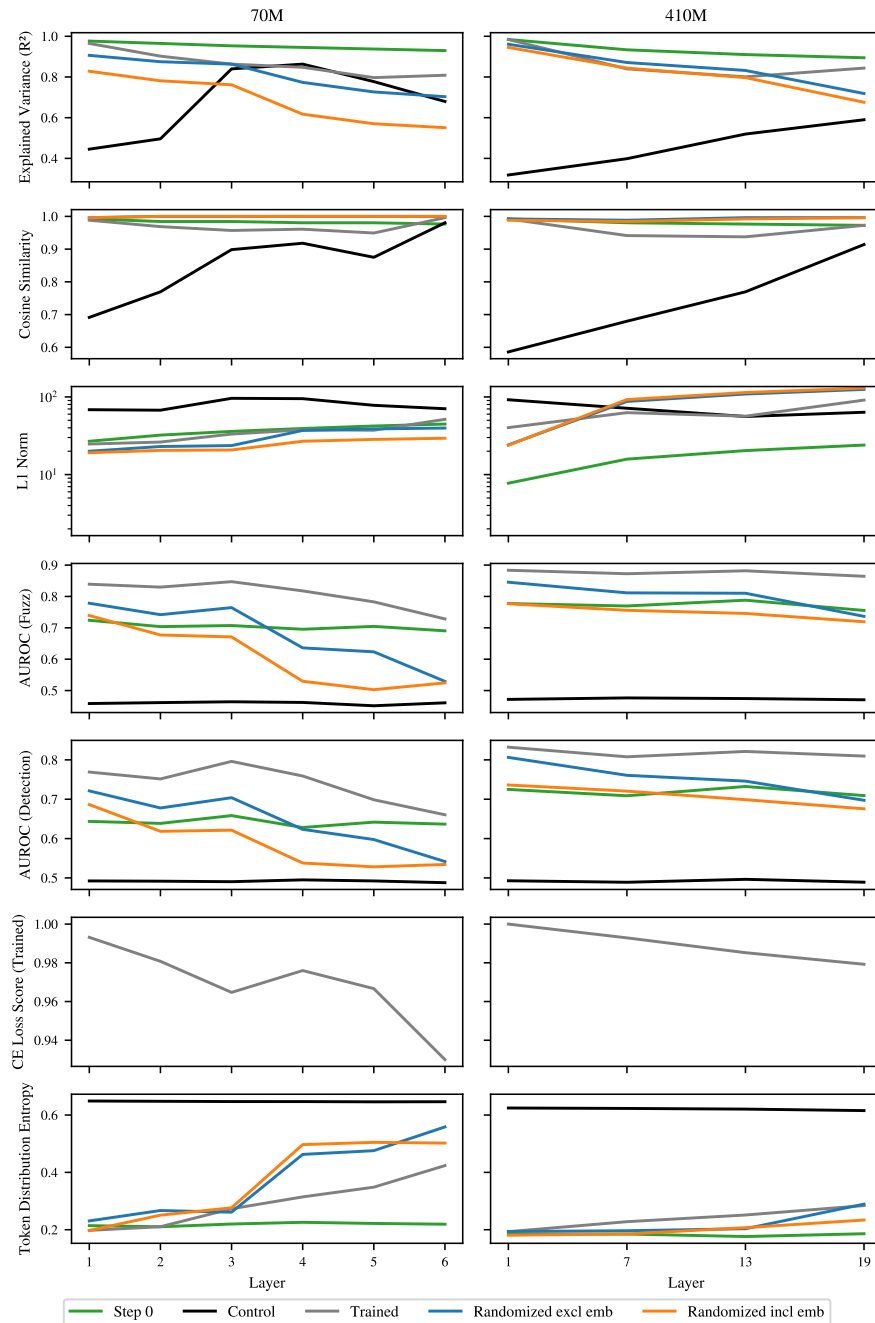 70M
410M
Explained Variance (R²)
1.0
0.8
0.6
0.4
Cosine Similarity
1.0
0.9
0.8
0.7
0.6
L1 Norm
10²
10¹
AUROC (Fuzz)
0.9
0.8
0.7
0.6
0.5
AUROC (Detection)
0.8
0.7
0.6
0.5
CE Loss Score (Trained)
1.00
0.98
0.96
0.94
Token Distribution Entropy
0.6
0.4
0.2
1 2 3 4 5 6
Layer
1 7 13 19
Layer
Step 0 Control Trained Randomized excl emb Randomized incl emb